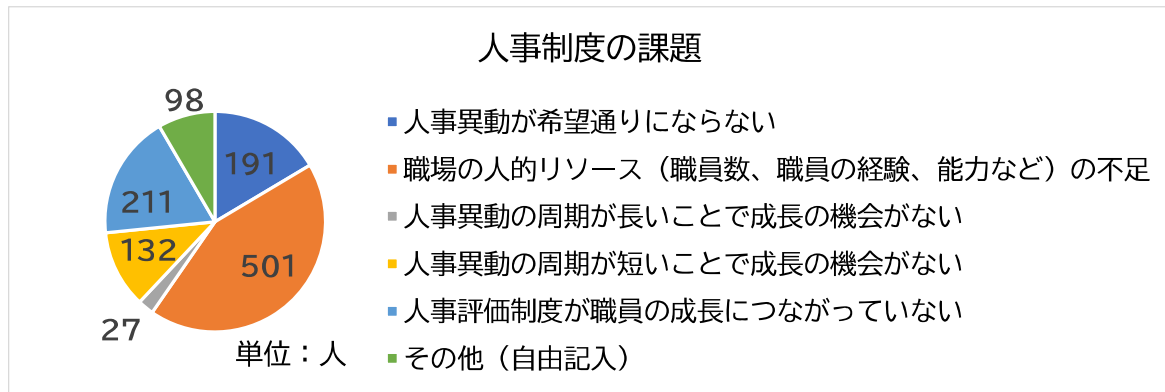 人事制度の課題
98
191
211
132
501
27
単位：人
人事異動が希望通りにならない
職場の人的リソース（職員数、職員の経験、能力など）の不足
人事異動の周期が長いことで成長の機会がない
人事異動の周期が短いことで成長の機会がない
人事評価制度が職員の成長につながっていない
その他（自由記入）